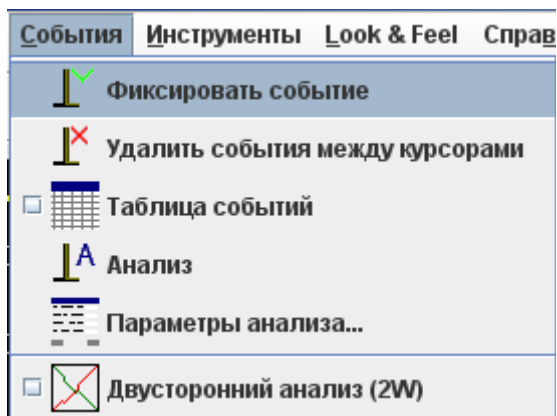 События Инструменты Look & Feel Справ
Фиксировать событие
Удалить события между курсорами
Таблица событий
A Анализ
Параметры анализа...
Двусторонний анализ (2W)